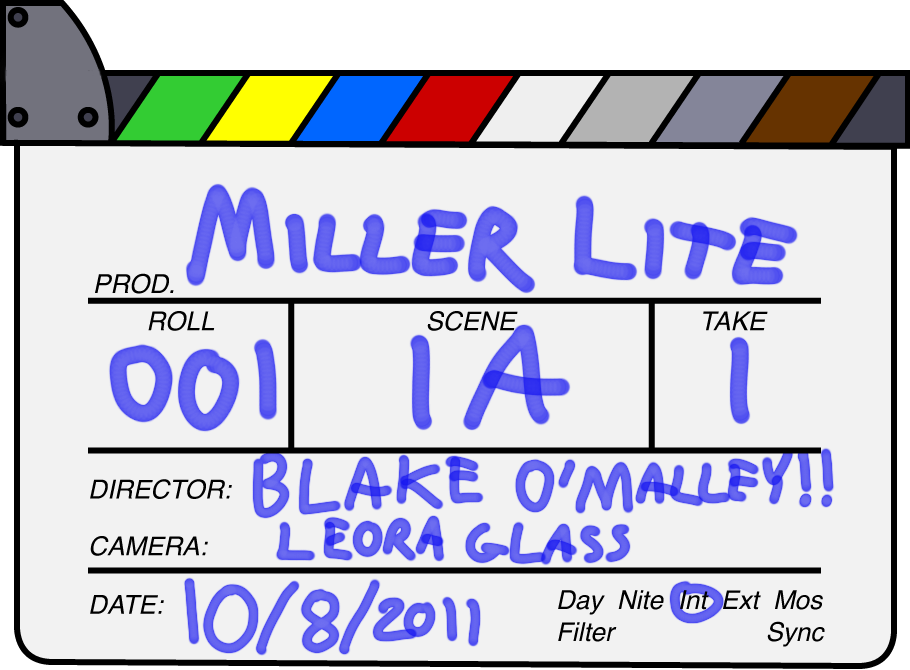 PROD. MILLER LITE
ROLL SCENE TAKE
001 1A 1
DIRECTOR: BLAKE O'MALLEY!!
CAMERA: LEORA GLASS
DATE: 10/8/2011 Day Nite Int Ext Mos
Filter Sync